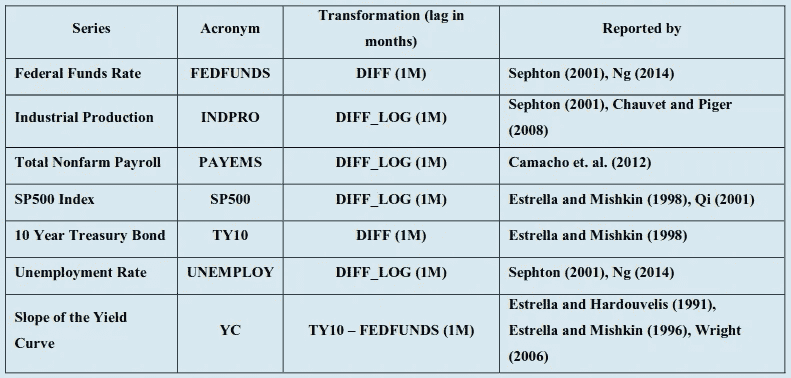 Series Acronym Transformation (lag in months) Reported by
Federal Funds Rate FEDFUNDS DIFF (1M) Sephton (2001), Ng (2014)
Industrial Production INDPRO DIFF_LOG (1M) Sephton (2001), Chauvet and Piger (2008)
Total Nonfarm Payroll PAYEMS DIFF_LOG (1M) Camacho et. al. (2012)
SP500 Index SP500 DIFF_LOG (1M) Estrella and Mishkin (1998), Qi (2001)
10 Year Treasury Bond TY10 DIFF (1M) Estrella and Mishkin (1998)
Unemployment Rate UNEMPLOY DIFF_LOG (1M) Sephton (2001), Ng (2014)
Slope of the Yield Curve YC TY10 – FEDFUNDS (1M) Estrella and Hardouvelis (1991), Estrella and Mishkin (1996), Wright (2006)